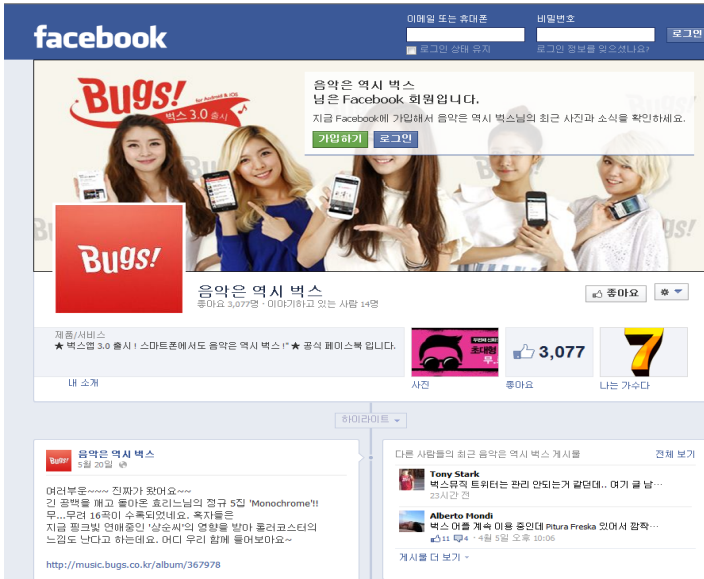 facebook
이메일 또는 휴대폰
비밀번호
로그인
로그인 상태 유지
로그인 정보를 잊으셨나요?
Bugs!
for Android & iOS
벅스 3.0 출시!
음악은 역시 벅스
님은 Facebook 회원입니다.
지금 Facebook에 가입해서 음악은 역시 벅스님의 최근 사진과 소식을 확인하세요.
가입하기
로그인
Bugs!
음악은 역시 벅스
좋아요 3,077명 · 이야기하고 있는 사람 14명
좋아요
제품/서비스
★ 벅스앱 3.0 출시 ! 스마트폰에서도 음악은 역시 벅스 !" ★ 공식 페이스북 입니다.
내 소개
초대형
3,077
7
사진
좋아요
나는 가수다
하이라이트
Bugs!
음악은 역시 벅스
5월 20일
여러부운~~~ 진짜가 왔어요~~
긴 공백을 깨고 돌아온 효리느님의 정규 5집 'Monochrome'!!
무...무려 16곡이 수록되었네요. 혹자들은
지금 핑크빛 연애중인 '상순씨'의 영향을 받아 롤러코스터의
느낌도 난다고 하는데요. 어디 우리 함께 들어보아요~
http://music.bugs.co.kr/album/367978
다른 사람들의 최근 음악은 역시 벅스 게시물
전체 보기
Tony Stark
벅스뮤직 트위터는 관리 안되는거 같던데.. 여기 글 남…
23시간 전
Alberto Mondi
벅스 어플 계속 이용 중인데 Pitura Freska 있어서 깜짝…
11 4 · 4월 5일 오후 10:06
게시물 더 보기